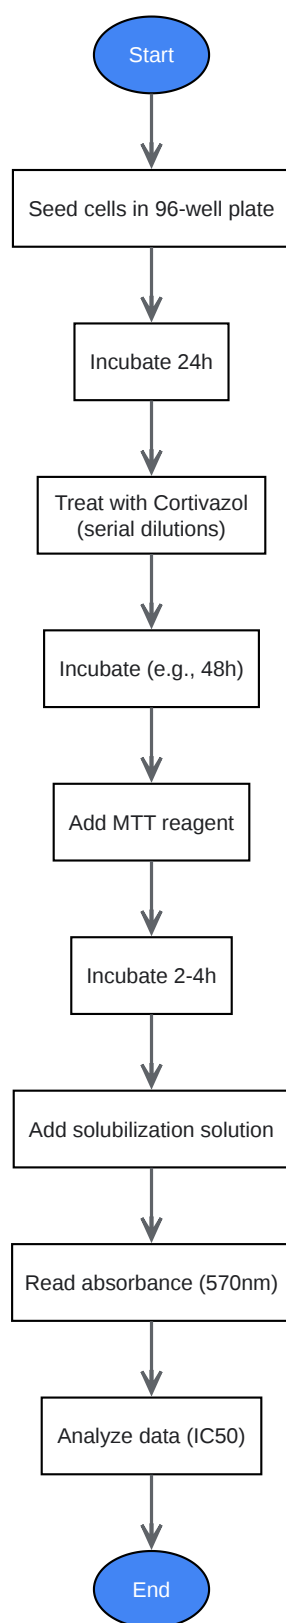 Start
Seed cells in 96-well plate
Incubate 24h
Treat with Cortivazol
(serial dilutions)
Incubate (e.g., 48h)
Add MTT reagent
Incubate 2-4h
Add solubilization solution
Read absorbance (570nm)
Analyze data (IC50)
End